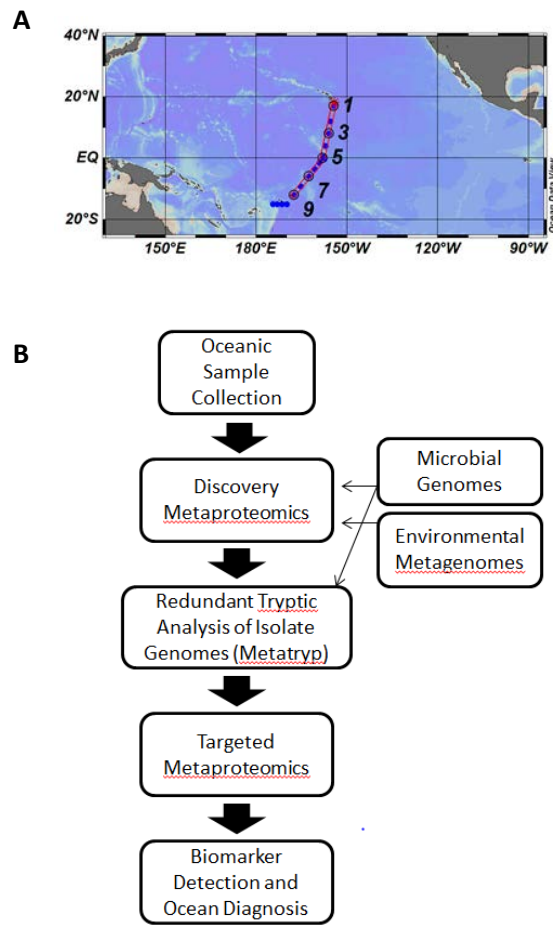 A
40°N
20°N
EQ
20°S
1
3
5
7
9
150°E
180°E
150°W
120°W
90°W
Ocean Data View
B
Oceanic
Sample
Collection
Discovery
Metaproteomics
Microbial
Genomes
Environmental
Metagenomes
Redundant Tryptic
Analysis of Isolate
Genomes (Metatryp)
Targeted
Metaproteomics
Biomarker
Detection and
Ocean Diagnosis